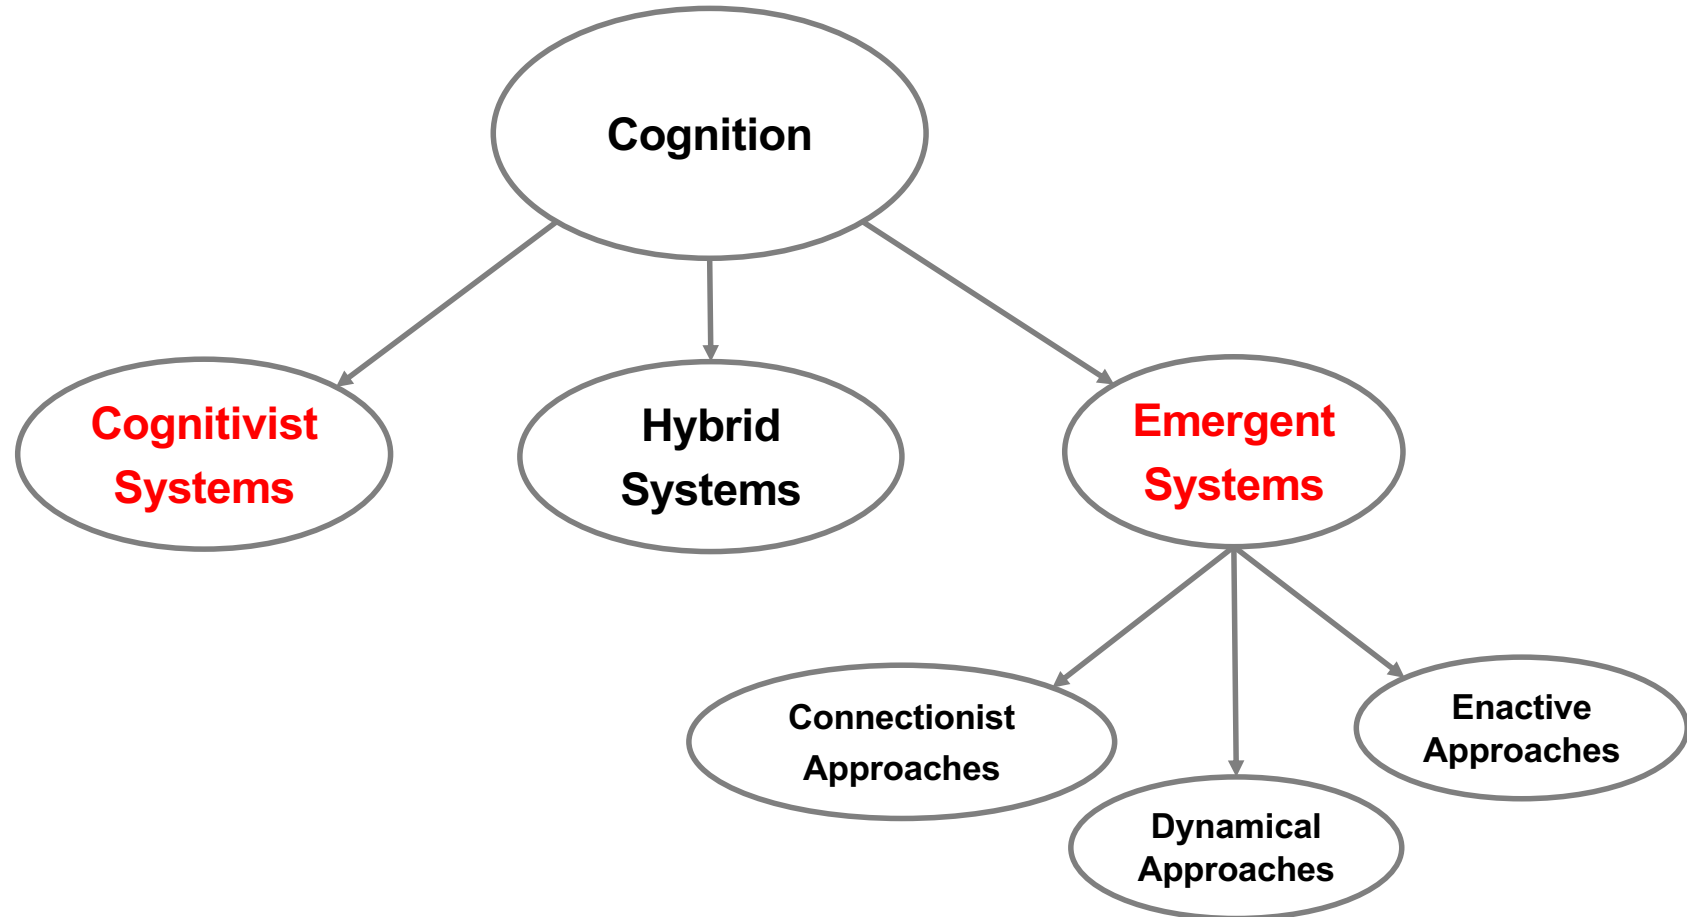 Cognition
Cognitivist
Systems
Hybrid
Systems
Emergent
Systems
Connectionist
Approaches
Dynamical
Approaches
Enactive
Approaches